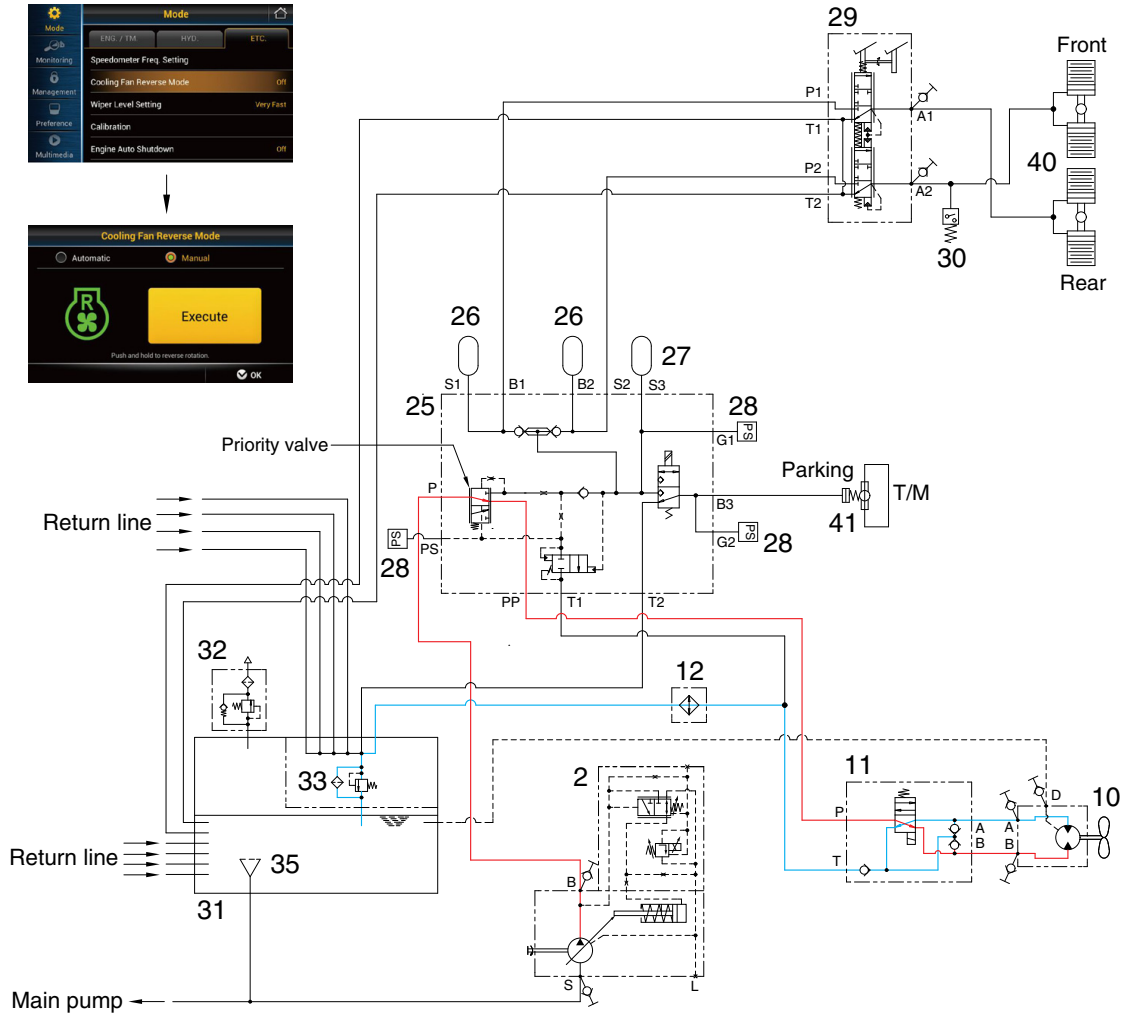 Mode
Mode
ENG. / TM.
HYD.
ETC.
Monitoring
Speedometer Freq. Setting
Management
Cooling Fan Reverse Mode
Off
Wiper Level Setting
Very Fast
Preference
Calibration
Multimedia
Engine Auto Shutdown
Off
Cooling Fan Reverse Mode
Automatic
Manual
R
Execute
Push and hold to reverse rotation.
OK
29
P1
T1
A1
P2
T2
A2
30
Front
40
Rear
26
26
27
S1
B1
B2
S2
S3
25
28
G1
PS
Priority valve
P
Parking
T/M
B3
41
G2
PS
28
PS
PS
28
PP
T1
T2
Return line
32
12
33
2
11
P
A
B
T
D
10
A
B
Return line
35
31
B
S
L
Main pump